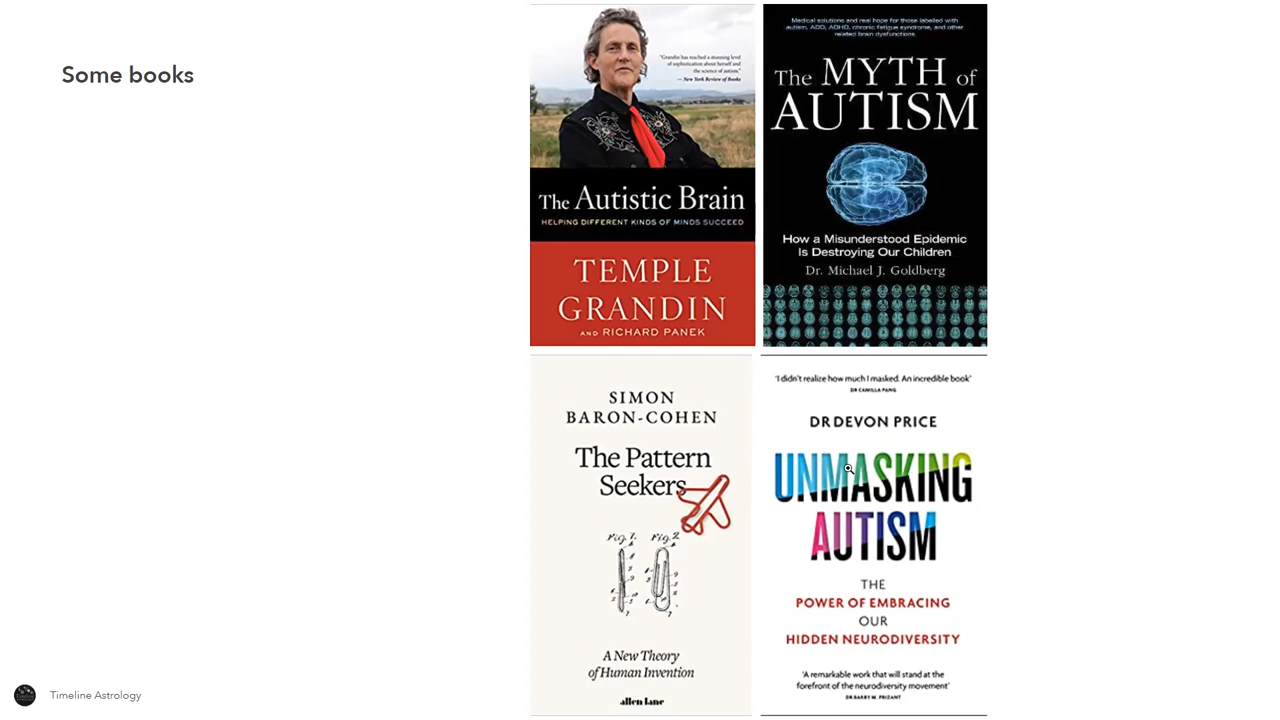 Some books
"Grandin has reached a stunning level
of sophistication about herself and
the science of autism."
— New York Review of Books
The Autistic Brain
HELPING DIFFERENT KINDS OF MINDS SUCCEED
TEMPLE
GRANDIN
AND RICHARD PANEK
Medical solutions and real hope for those labelled with
autism, ADD, ADHD, chronic fatigue syndrome, and other
related brain dysfunctions.
The MYTH of
AUTISM
How a Misunderstood Epidemic
Is Destroying Our Children
Dr. Michael J. Goldberg
SIMON
BARON-COHEN
The Pattern
Seekers
Fig. 1. Fig. 2.
A New Theory
of Human Invention
allen lane
'I didn't realize how much I masked. An incredible book'
DR CAMILLA PANG
DR DEVON PRICE
UNMASKING
AUTISM
THE
POWER OF EMBRACING
OUR
HIDDEN NEURODIVERSITY
'A remarkable work that will stand at the
forefront of the neurodiversity movement'
DR BARRY M. PRIZANT
Timeline Astrology